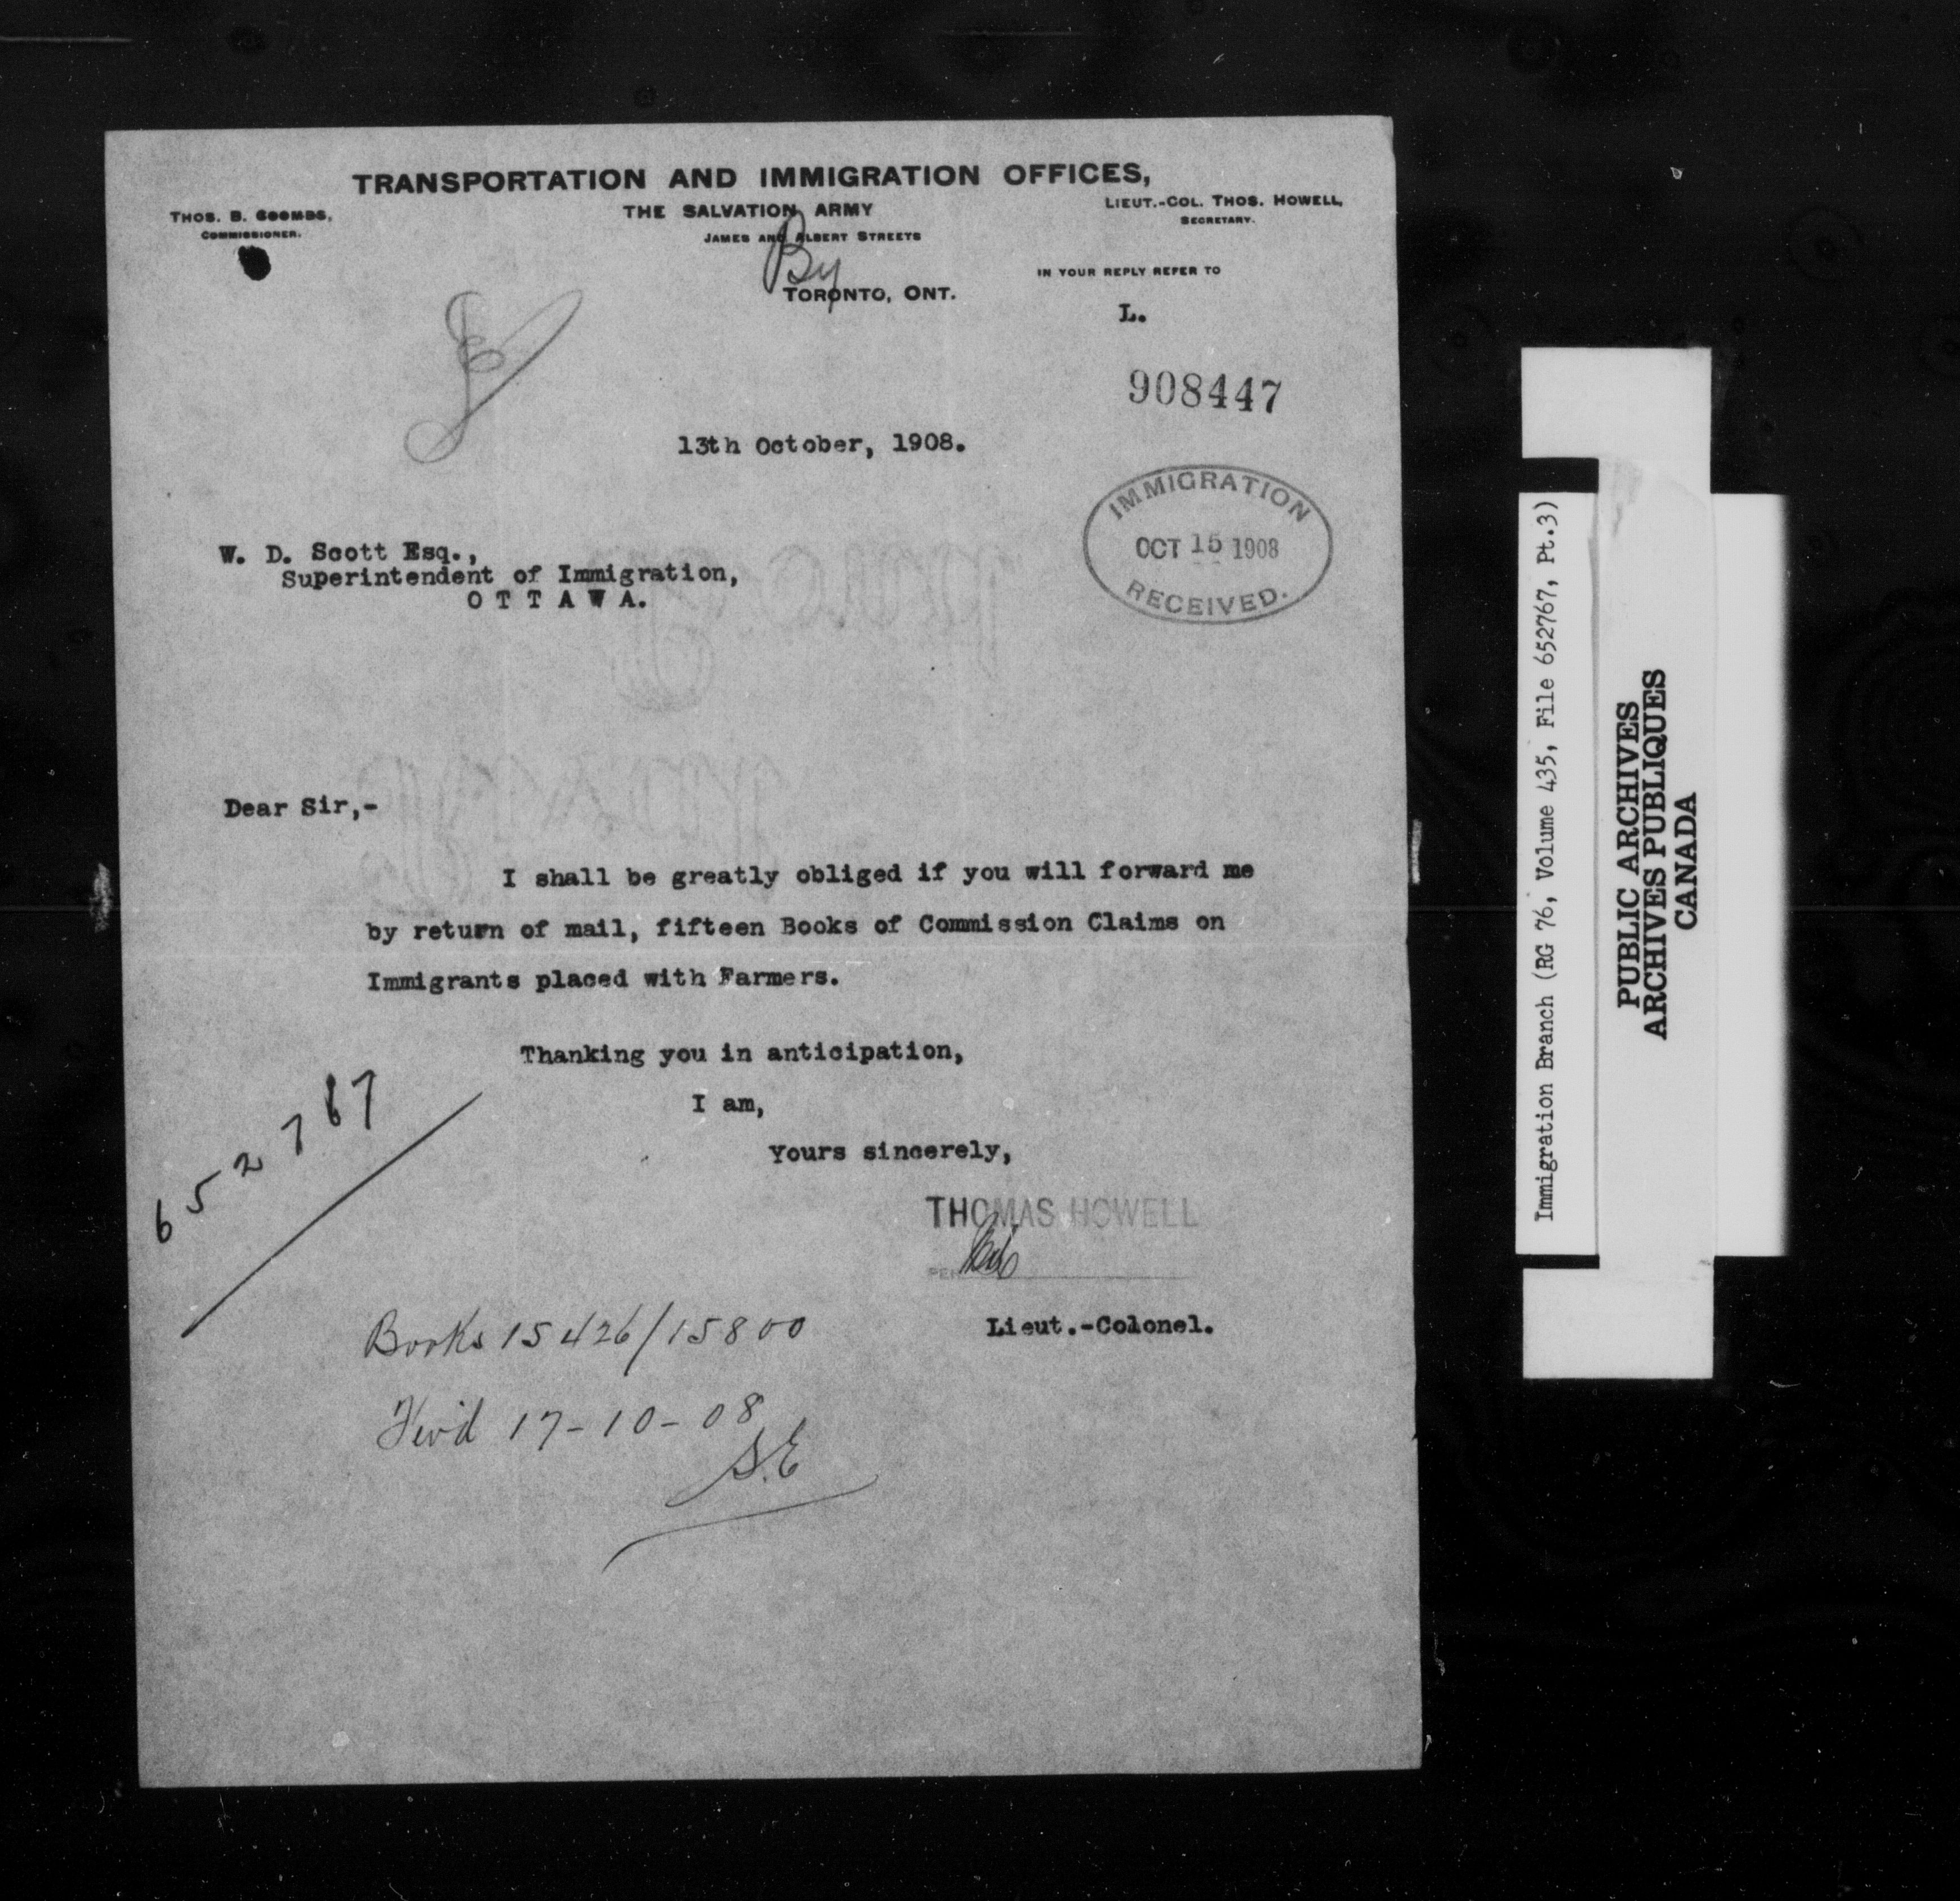 TRANSPORTATION AND IMMIGRATION OFFICES,
THOS. B. COOMBS,
COMMISSIONER.
THE SALVATION ARMY
JAMES AND ALBERT STREETS
LIEUT.-COL. THOS. HOWELL,
SECRETARY.
By
TORONTO, ONT.
IN YOUR REPLY REFER TO
L.
908447
13th October, 1908.
IMMIGRATION
OCT 15 1908
RECEIVED.
W. D. Scott Esq.,
Superintendent of Immigration,
O T T A W A.
Dear Sir,-
I shall be greatly obliged if you will forward me
by return of mail, fifteen Books of Commission Claims on
Immigrants placed with Farmers.
Thanking you in anticipation,
I am,
Yours sincerely,
652767
THOMAS HOWELL
PER
Lieut.-Colonel.
Books 15426/15800
Fw'd 17-10-08
S.E
Immigration Branch (RG 76, Volume 435, File 652767, Pt.3)
PUBLIC ARCHIVES
ARCHIVES PUBLIQUES
CANADA